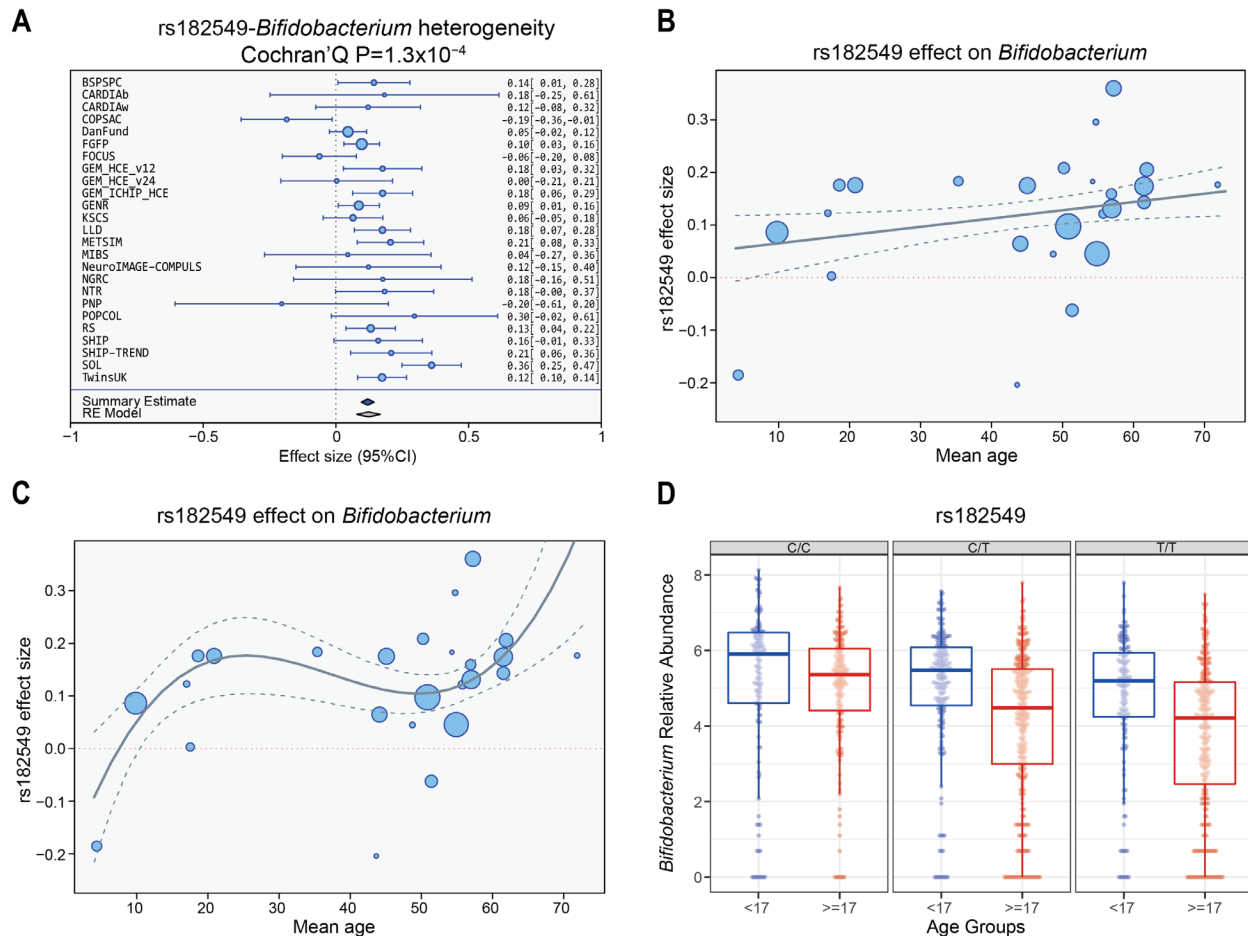 A
rs182549-Bifidobacterium heterogeneity
Cochran'Q P=1.3x10⁻⁴
BSPSPC 0.14[ 0.01, 0.28]
CARDIAb 0.18[-0.25, 0.61]
CARDIAw 0.12[-0.08, 0.32]
COPSAC -0.19[-0.36,-0.01]
DanFund 0.05[-0.02, 0.12]
FGFP 0.10[ 0.03, 0.16]
FOCUS -0.06[-0.20, 0.08]
GEM_HCE_v12 0.18[ 0.03, 0.32]
GEM_HCE_v24 0.00[-0.21, 0.21]
GEM_ICHIP_HCE 0.18[ 0.06, 0.29]
GENR 0.09[ 0.01, 0.16]
KSCS 0.06[-0.05, 0.18]
LLD 0.18[ 0.07, 0.28]
METSIM 0.21[ 0.08, 0.33]
MIBS 0.04[-0.27, 0.36]
NeuroIMAGE-COMPULS 0.12[-0.15, 0.40]
NGRC 0.18[-0.16, 0.51]
NTR 0.18[-0.00, 0.37]
PNP -0.20[-0.61, 0.20]
POPCOL 0.30[-0.02, 0.61]
RS 0.13[ 0.04, 0.22]
SHIP 0.16[-0.01, 0.33]
SHIP-TREND 0.21[ 0.06, 0.36]
SOL 0.36[ 0.25, 0.47]
TwinsUK 0.12[ 0.10, 0.14]
Summary Estimate
RE Model
−1 −0.5 0 0.5 1
Effect size (95%CI)
B
rs182549 effect on Bifidobacterium
rs182549 effect size
0.3
0.2
0.1
0.0
−0.1
−0.2
10 20 30 40 50 60 70
Mean age
C
rs182549 effect on Bifidobacterium
rs182549 effect size
0.3
0.2
0.1
0.0
−0.1
−0.2
10 20 30 40 50 60 70
Mean age
D
rs182549
C/C C/T T/T
Bifidobacterium Relative Abundance
8
6
4
2
0
<17 >=17 <17 >=17 <17 >=17
Age Groups